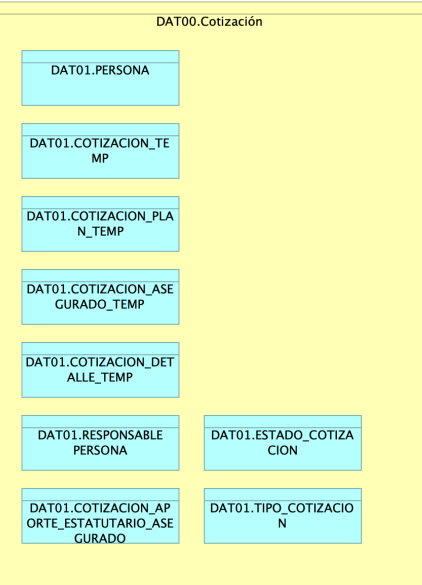 DAT00.Cotización
DAT01.PERSONA
DAT01.COTIZACION_TE
MP
DAT01.COTIZACION_PLA
N_TEMP
DAT01.COTIZACION_ASE
GURADO_TEMP
DAT01.COTIZACION_DET
ALLE_TEMP
DAT01.RESPONSABLE
PERSONA
DAT01.ESTADO_COTIZA
CION
DAT01.COTIZACION_AP
ORTE_ESTATUTARIO_ASE
GURADO
DAT01.TIPO_COTIZACIO
N